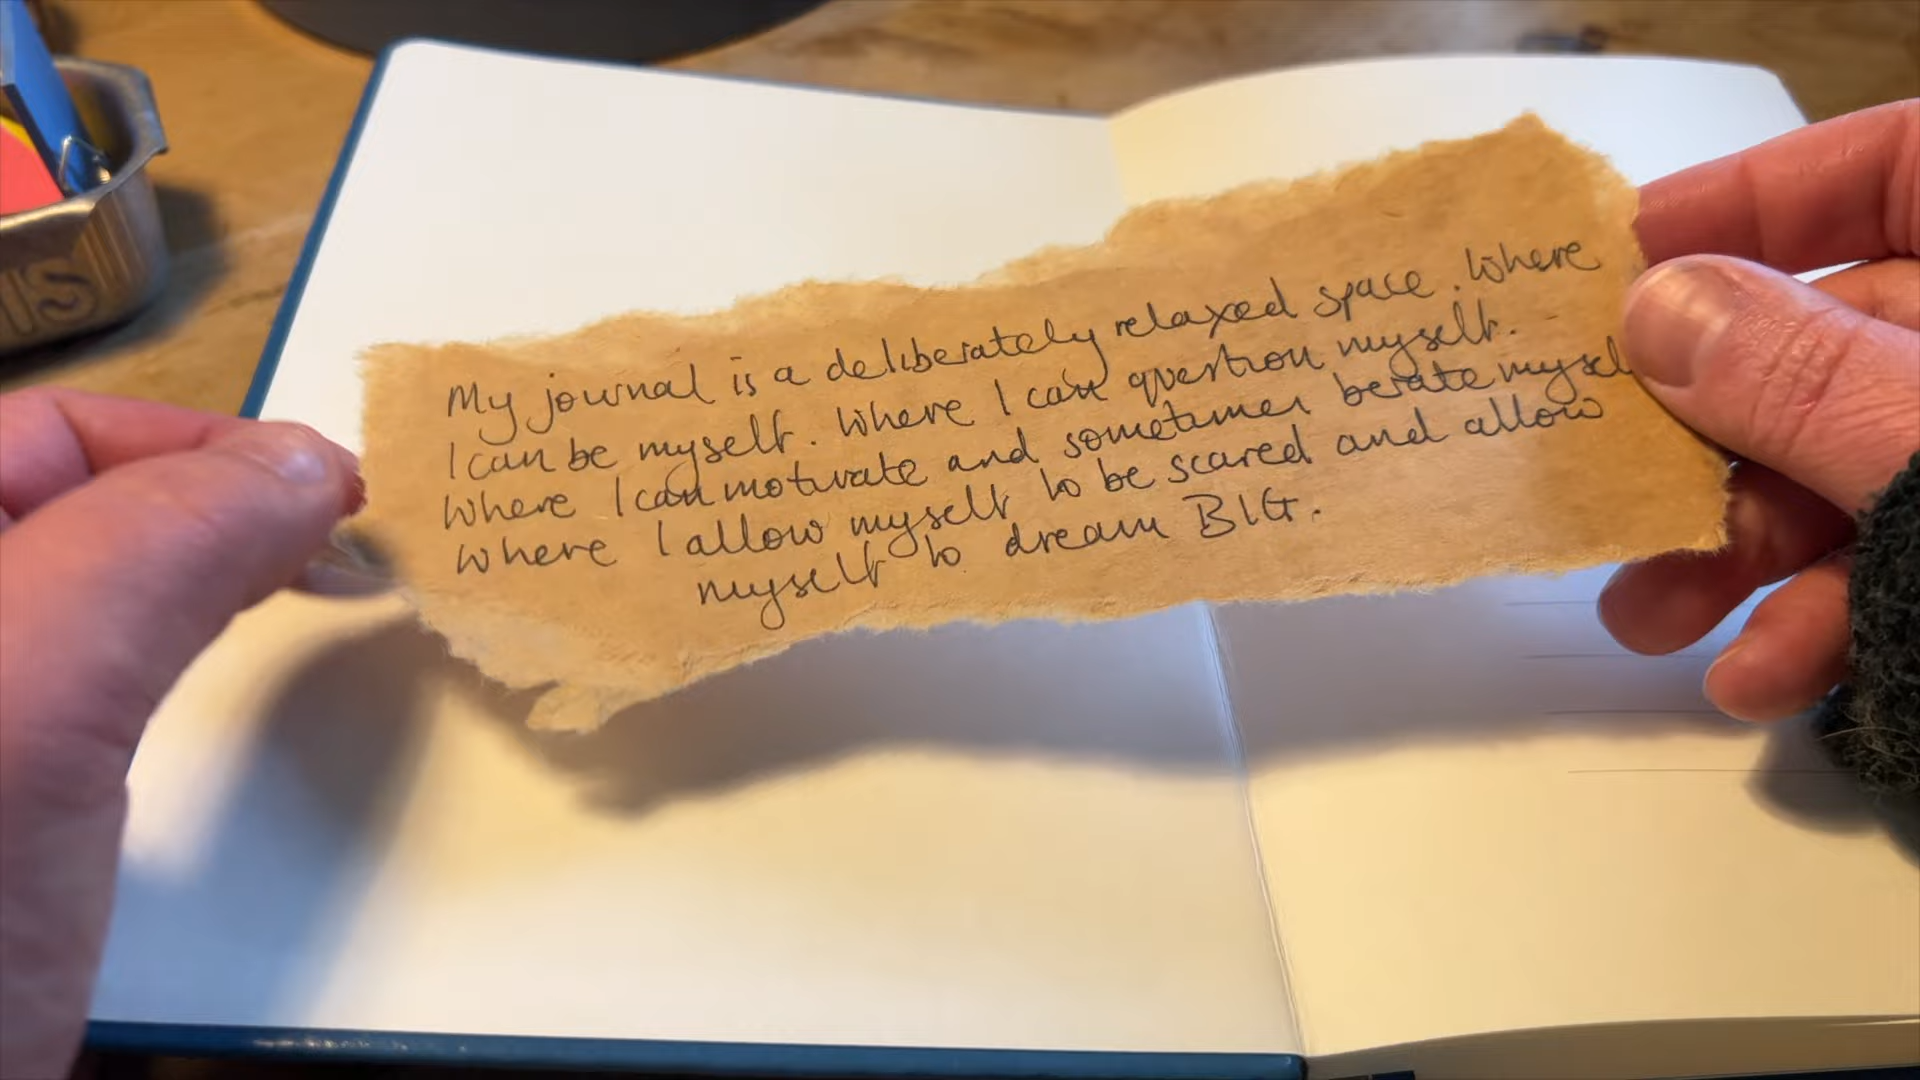 My journal is a deliberately relaxed space. Where
I can be myself. Where I can question myself.
Where I can motivate and sometimes berate mysel
Where I allow myself to be scared and allow
myself to dream BIG.